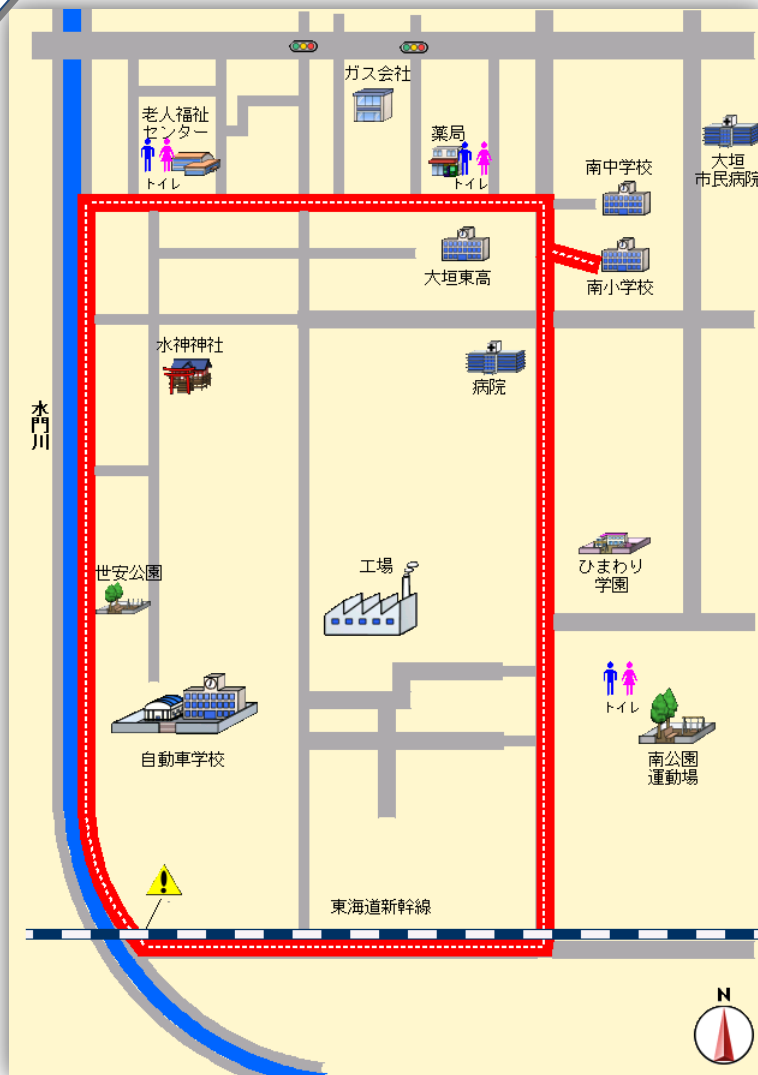 ガス会社
老人福祉
センター
トイレ
薬局
トイレ
大垣
市民病院
南中学校
大垣東高
南小学校
水神神社
病院
水門川
世安公園
工場
ひまわり
学園
トイレ
自動車学校
南公園
運動場
東海道新幹線
N